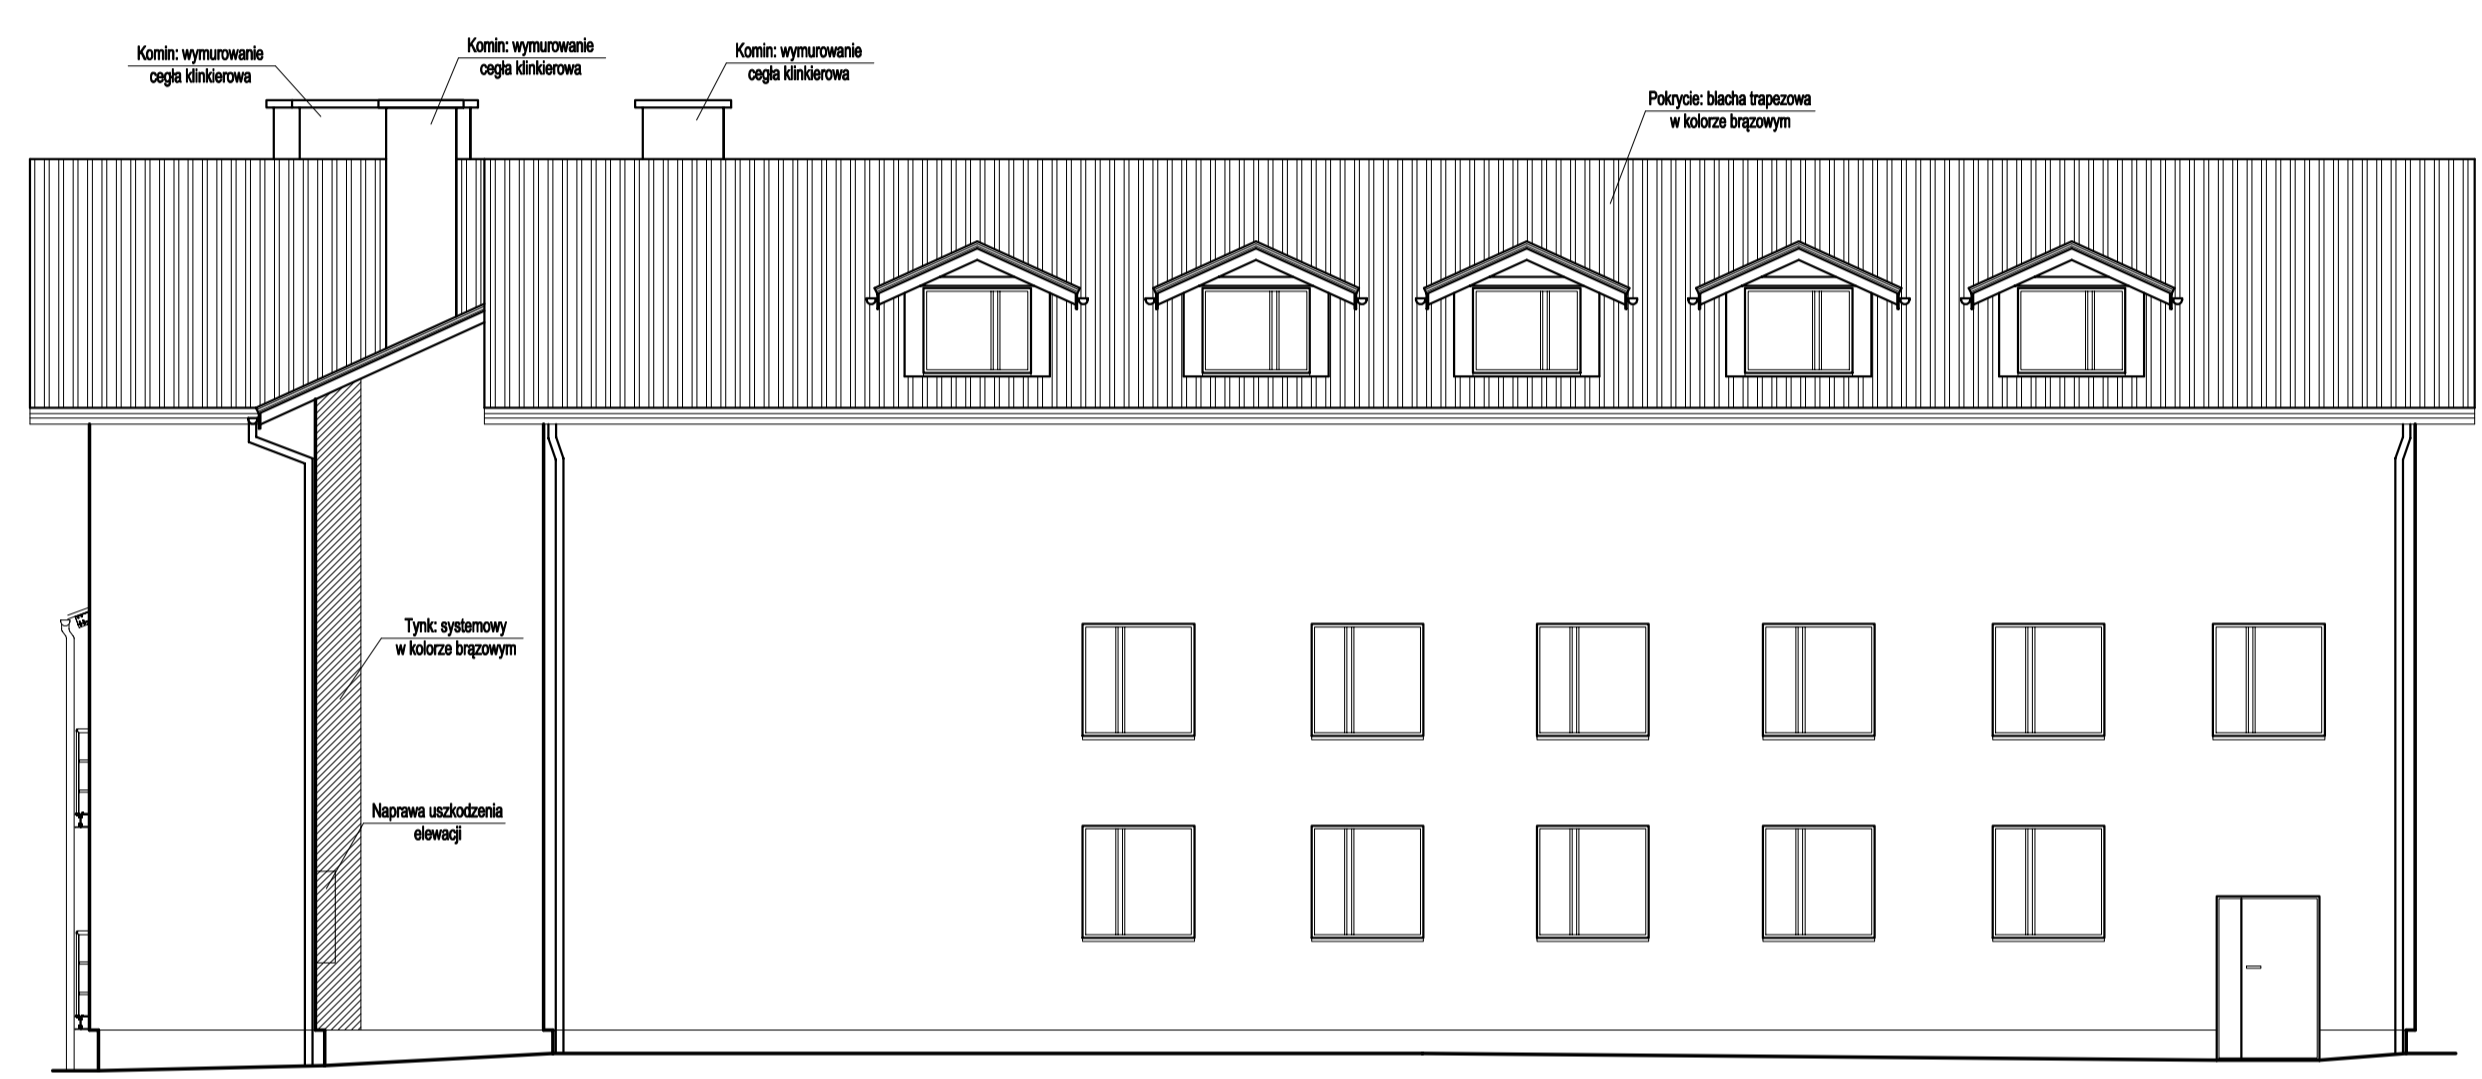 Komin: wymurowanie
cegła klinkierowa
Komin: wymurowanie
cegła klinkierowa
Komin: wymurowanie
cegła klinkierowa
Pokrycie: blacha trapezowa
w kolorze brązowym
Tynk: systemowy
w kolorze brązowym
Naprawa uszkodzenia
elewacji